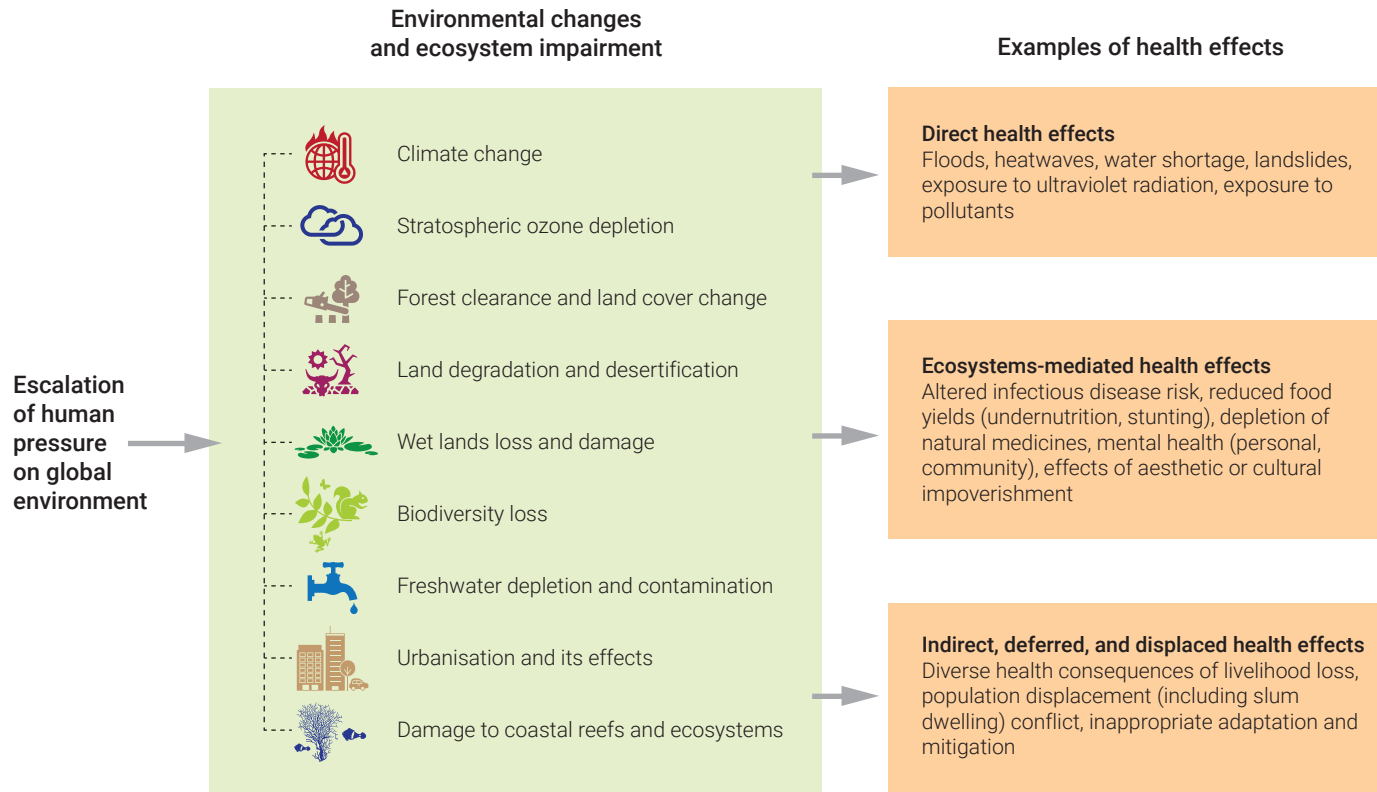 Environmental changes
and ecosystem impairment
Examples of health effects
Escalation
of human
pressure
on global
environment
Climate change
Stratospheric ozone depletion
Forest clearance and land cover change
Land degradation and desertification
Wet lands loss and damage
Biodiversity loss
Freshwater depletion and contamination
Urbanisation and its effects
Damage to coastal reefs and ecosystems
Direct health effects
Floods, heatwaves, water shortage, landslides,
exposure to ultraviolet radiation, exposure to
pollutants
Ecosystems-mediated health effects
Altered infectious disease risk, reduced food
yields (undernutrition, stunting), depletion of
natural medicines, mental health (personal,
community), effects of aesthetic or cultural
impoverishment
Indirect, deferred, and displaced health effects
Diverse health consequences of livelihood loss,
population displacement (including slum
dwelling) conflict, inappropriate adaptation and
mitigation